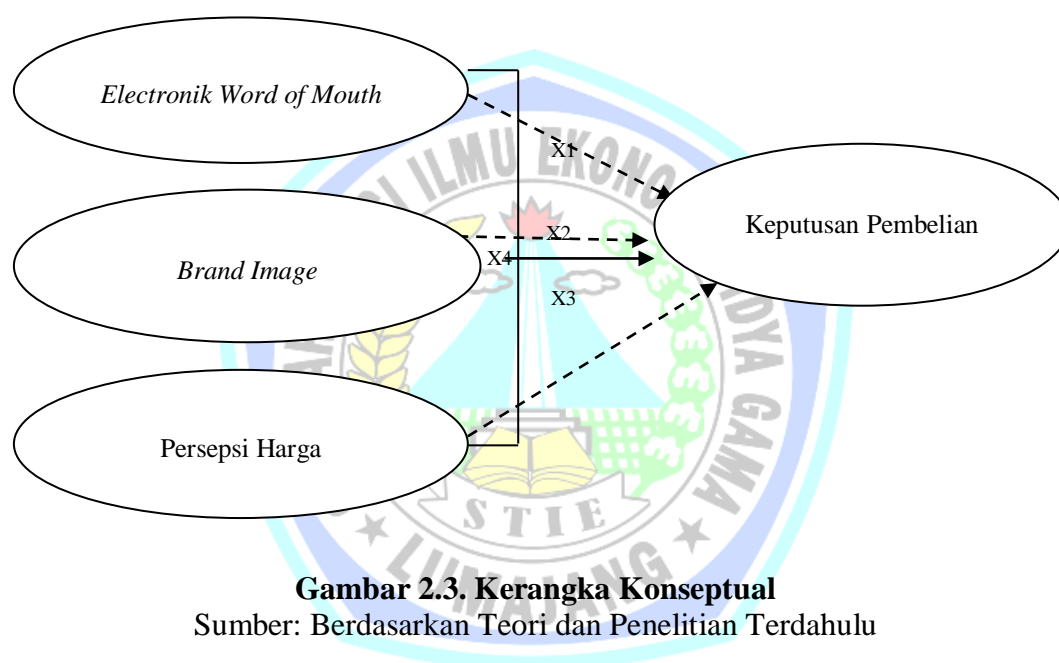 Electronik Word of Mouth
X1
Keputusan Pembelian
X2
Brand Image
X4
X3
Persepsi Harga
STIE
LUMAJANG
Gambar 2.3. Kerangka Konseptual
Sumber: Berdasarkan Teori dan Penelitian Terdahulu